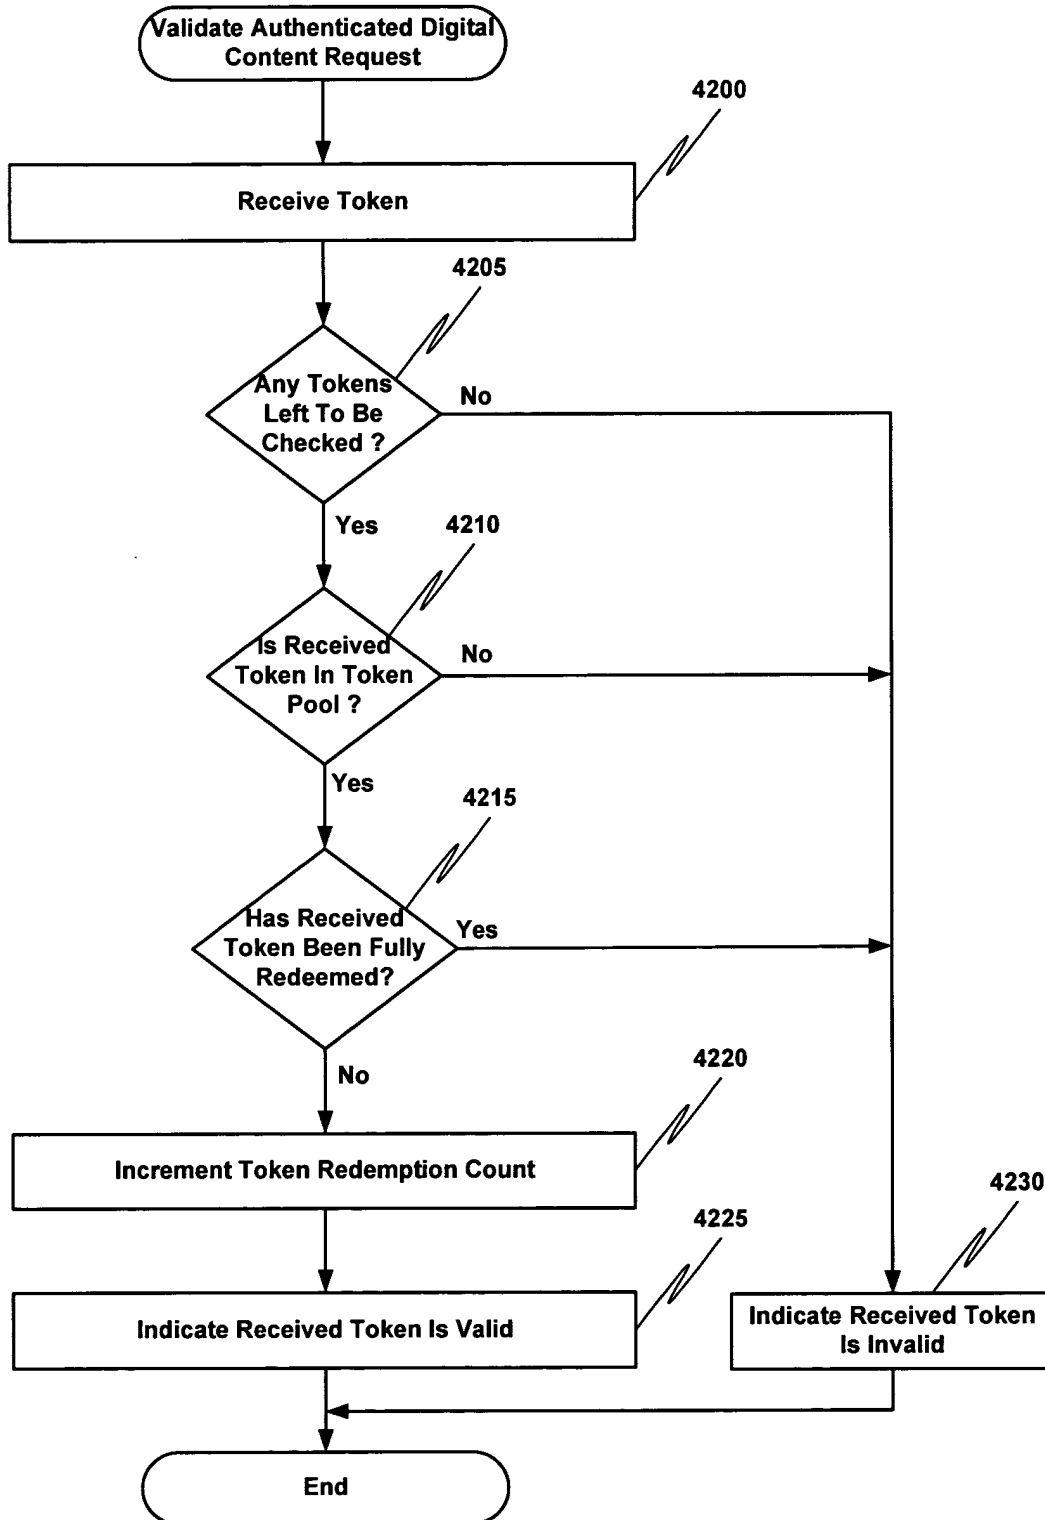 Validate Authenticated Digital
Content Request
4200
Receive Token
4205
Any Tokens
Left To Be
Checked ?
No
Yes
4210
Is Received
Token In Token
Pool ?
No
Yes
4215
Has Received
Token Been Fully
Redeemed?
Yes
No
4220
Increment Token Redemption Count
4230
4225
Indicate Received Token Is Valid
Indicate Received Token
Is Invalid
End